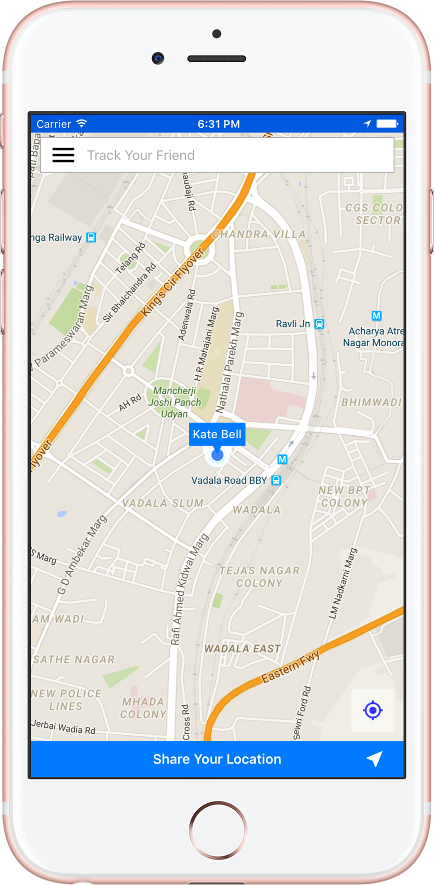 Carrier 6:31 PM
Track Your Friend
CGS COLO
SECTOR
CHANDRA VILLA
nga Railway
Telang Rd
Sir Bhalchandra Rd
King's Cir Flyover
Parameswaran Marg
Adenwala Rd
H R Mahajani Marg
Nathalal Parekh Marg
Ravli Jn
M
Acharya Atre
Nagar Monora
Mancherji
Joshi Panch
Udyan
AH Rd
BHIMWADI
Kate Bell
Flyover
M
Vadala Road BBY
NEW BPT
COLONY
VADALA SLUM
WADALA
G D Ambekar Marg
S Marg
Rafi Ahmed Kidwai Marg
TEJA'S NAGAR
COLONY
LM Nadkarni Marg
AM WADI
WADALA EAST
SATHE NAGAR
Eastern Fwy
NEW POLICE
LINES
MHADA
COLONY
Jerbai Wadia Rd
Cross Rd
Sewri Ford Rd
Share Your Location